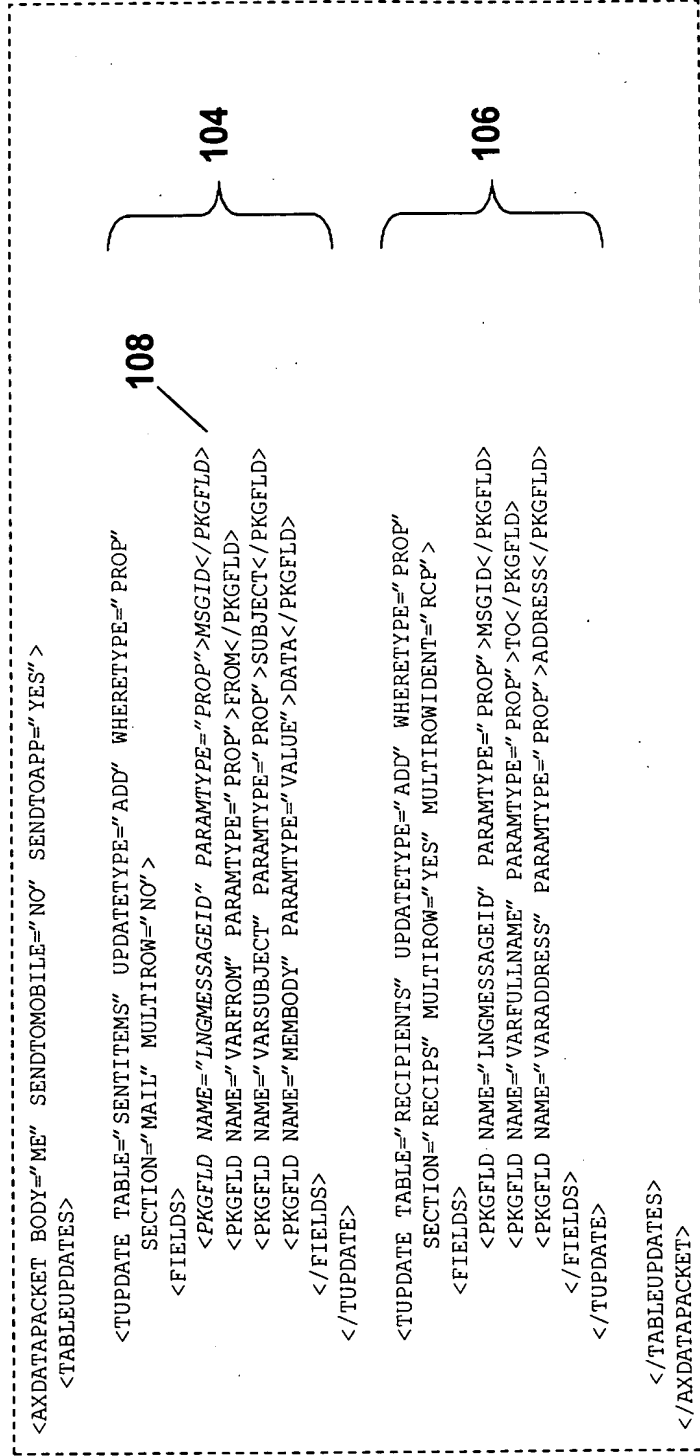 <AXDATAPACKET BODY="ME" SENDTOMOBILE="NO" SENDTOAPP="YES">
<TABLEUPDATES>
<TUPDATE TABLE="SENTITEMS" UPDATETYPE="ADD" WHERETYPE="PROP"
SECTION="MAIL" MULTIROW="NO">
<FIELDS>
<PKGFLD NAME="LNGMESSAGEID" PARAMTYPE="PROP">MSGID</PKGFLD>
<PKGFLD NAME="VARFROM" PARAMTYPE="PROP">FROM</PKGFLD>
<PKGFLD NAME="VARSUBJECT" PARAMTYPE="PROP">SUBJECT</PKGFLD>
<PKGFLD NAME="MEMBODY" PARAMTYPE="VALUE">DATA</PKGFLD>
</FIELDS>
</TUPDATE>
108
104
<TUPDATE TABLE="RECIPIENTS" UPDATETYPE="ADD" WHERETYPE="PROP
SECTION="RECIPS" MULTIROW="YES" MULTIROWIDENT="RCP">
<FIELDS>
<PKGFLD NAME="LNGMESSAGEID" PARAMTYPE="PROP">MSGID</PKGFLD>
<PKGFLD NAME="VARFULLNAME" PARAMTYPE="PROP">TO</PKGFLD>
<PKGFLD NAME="VARADDRESS" PARAMTYPE="PROP">ADDRESS</PKGFLD>
</FIELDS>
</TUPDATE>
106
</TABLEUPDATES>
</AXDATAPACKET>